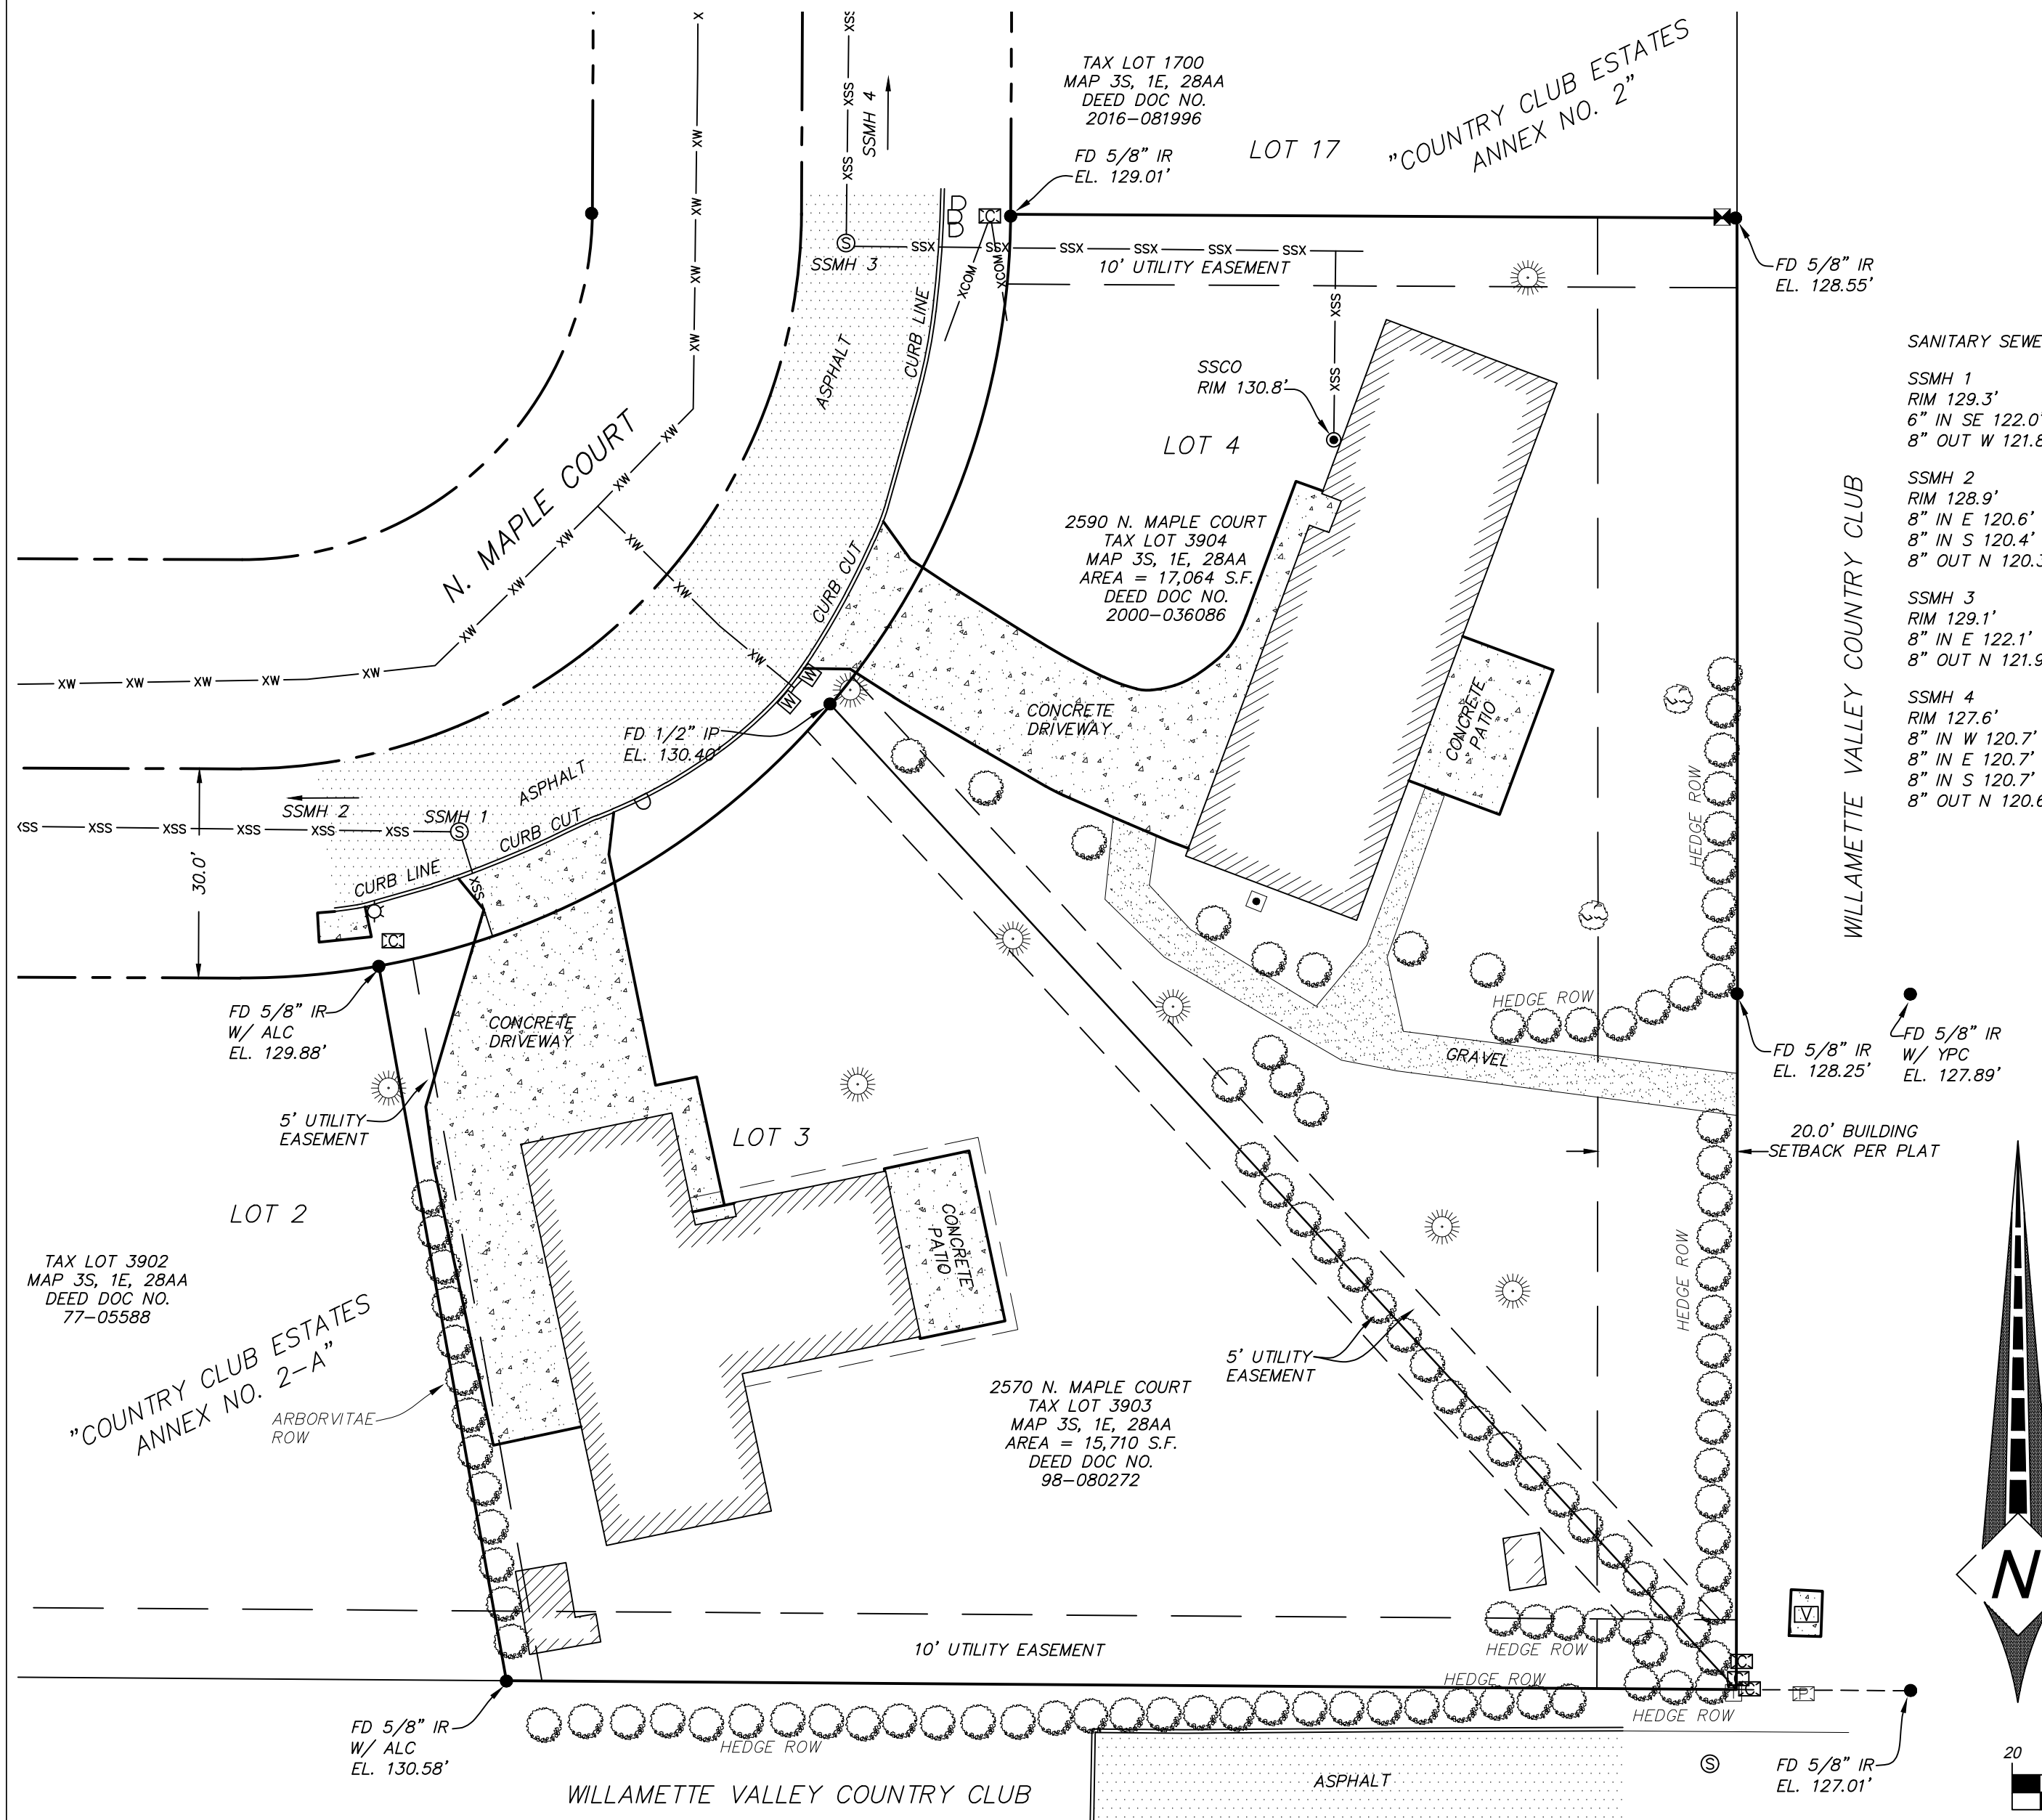 TAX LOT 1700
MAP 3S, 1E, 28AA
DEED DOC NO.
2016-081996
LOT 17
"COUNTRY CLUB ESTATES
ANNEX NO. 2"
FD 5/8" IR
EL. 129.01'
SSMH 4
SSMH 3
10' UTILITY EASEMENT
FD 5/8" IR
EL. 128.55'
ASPHALT
CURB LINE
SSCO
RIM 130.8'
LOT 4
2590 N. MAPLE COURT
TAX LOT 3904
MAP 3S, 1E, 28AA
AREA = 17,064 S.F.
DEED DOC NO.
2000-036086
N. MAPLE COURT
CURB CUT
CONCRETE
DRIVEWAY
CONCRETE
PATIO
FD 1/2" IP
EL. 130.40'
ASPHALT
SSMH 2
SSMH 1
CURB CUT
CURB LINE
30.0'
HEDGE ROW
WILLAMETTE VALLEY COUNTRY CLUB
SANITARY SEWE
SSMH 1
RIM 129.3'
6" IN SE 122.0'
8" OUT W 121.8
SSMH 2
RIM 128.9'
8" IN E 120.6'
8" IN S 120.4'
8" OUT N 120.3
SSMH 3
RIM 129.1'
8" IN E 122.1'
8" OUT N 121.9
SSMH 4
RIM 127.6'
8" IN W 120.7'
8" IN E 120.7'
8" IN S 120.7'
8" OUT N 120.6
FD 5/8" IR
W/ ALC
EL. 129.88'
CONCRETE
DRIVEWAY
5' UTILITY
EASEMENT
HEDGE ROW
GRAVEL
FD 5/8" IR
EL. 128.25'
FD 5/8" IR
W/ YPC
EL. 127.89'
20.0' BUILDING
SETBACK PER PLAT
LOT 3
LOT 2
TAX LOT 3902
MAP 3S, 1E, 28AA
DEED DOC NO.
77-05588
"COUNTRY CLUB ESTATES
ANNEX NO. 2-A"
ARBORVITAE
ROW
CONCRETE
PATIO
HEDGE ROW
5' UTILITY
EASEMENT
2570 N. MAPLE COURT
TAX LOT 3903
MAP 3S, 1E, 28AA
AREA = 15,710 S.F.
DEED DOC NO.
98-080272
N
10' UTILITY EASEMENT
HEDGE ROW
HEDGE ROW
HEDGE ROW
HEDGE ROW
FD 5/8" IR
W/ ALC
EL. 130.58'
WILLAMETTE VALLEY COUNTRY CLUB
ASPHALT
FD 5/8" IR
EL. 127.01'
20